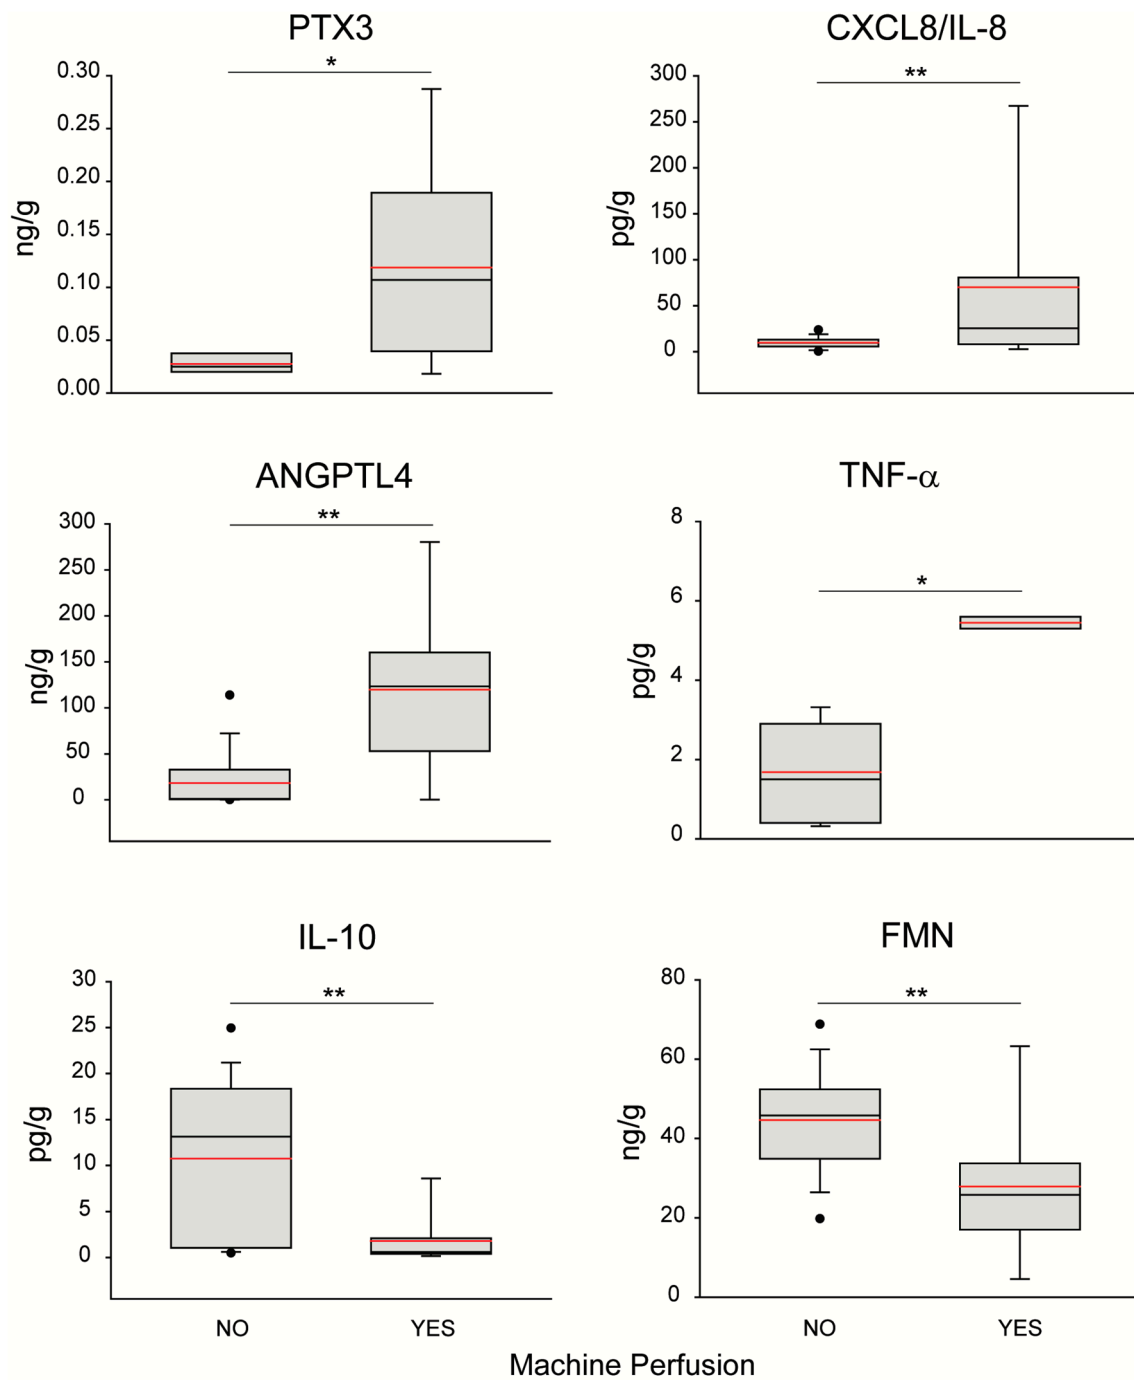 PTX3
CXCL8/IL-8
*
**
0.30
0.25
0.20
0.15
0.10
0.05
0.00
ng/g
300
250
200
150
100
50
0
pg/g
ANGPTL4
TNF-α
**
*
300
250
200
150
100
50
0
ng/g
8
6
4
2
0
pg/g
IL-10
FMN
**
**
30
25
20
15
10
5
0
pg/g
80
60
40
20
0
ng/g
NO
YES
NO
YES
Machine Perfusion